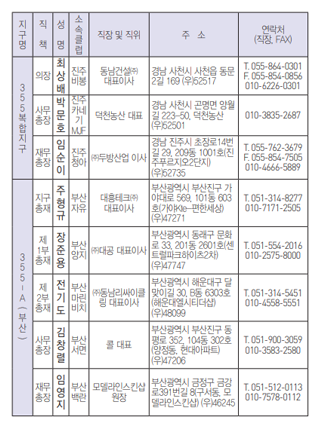 지구명 직책 성명 소속클럽 직장 및 직위 주 소 연락처
(직장, FAX)
355복합지구
의장 최상배 진주비봉 동남건설㈜
대표이사 경남 사천시 사천읍 동문
2길 169 (우)52517 T. 055-864-0301
F. 055-854-0856
010-6226-0301
사무총장 박문호 진주카네기MJF 덕천농산 대표 경남 사천시 곤명면 양월
길 223-50, 덕천농산
(우)52501 010-3835-2687
재무총장 임순이 진주청아 ㈜두방산업 이사 경남 진주시 초장로14번
길 29, 209동 1001호(진
주푸르지오2단지)
(우)52735 T. 055-762-3679
F. 055-854-7505
010-4666-5889
355-A(부산)
지구총재 주형규 부산자유 대흥테크㈜
대표이사 부산광역시 부산진구 가
야대로 569, 101동 603
호(가야Kle-편한세상)
(우)47271 T. 051-314-8277
010-7171-2505
제1부총재 장준용 부산양지 ㈜대공 대표이사 부산광역시 동래구 문화
로 33, 201동 2601호(센
트럴파크하이츠2차)
(우)47747 T. 051-554-2016
010-2575-8000
제2부총재 전기도 부산마린비치 ㈜동남리싸이클
링 대표이사 부산광역시 해운대구 달
맞이길 30, B동 6303호
(해운대엘시티더샵)
(우)48099 T. 051-314-5451
010-4558-5551
사무총장 김창렬 부산서면 콜 대표 부산광역시 부산진구 동
평로 352, 104동 302호
(양정동, 현대아파트)
(우)47206 T. 051-900-3059
010-3583-2580
재무총장 임영지 부산백란 모델라인스킨샵
원장 부산광역시 금정구 금강
로391번길 8(구서동, 모
델라인스킨샵) (우)46245 T. 051-512-0113
010-7578-0112